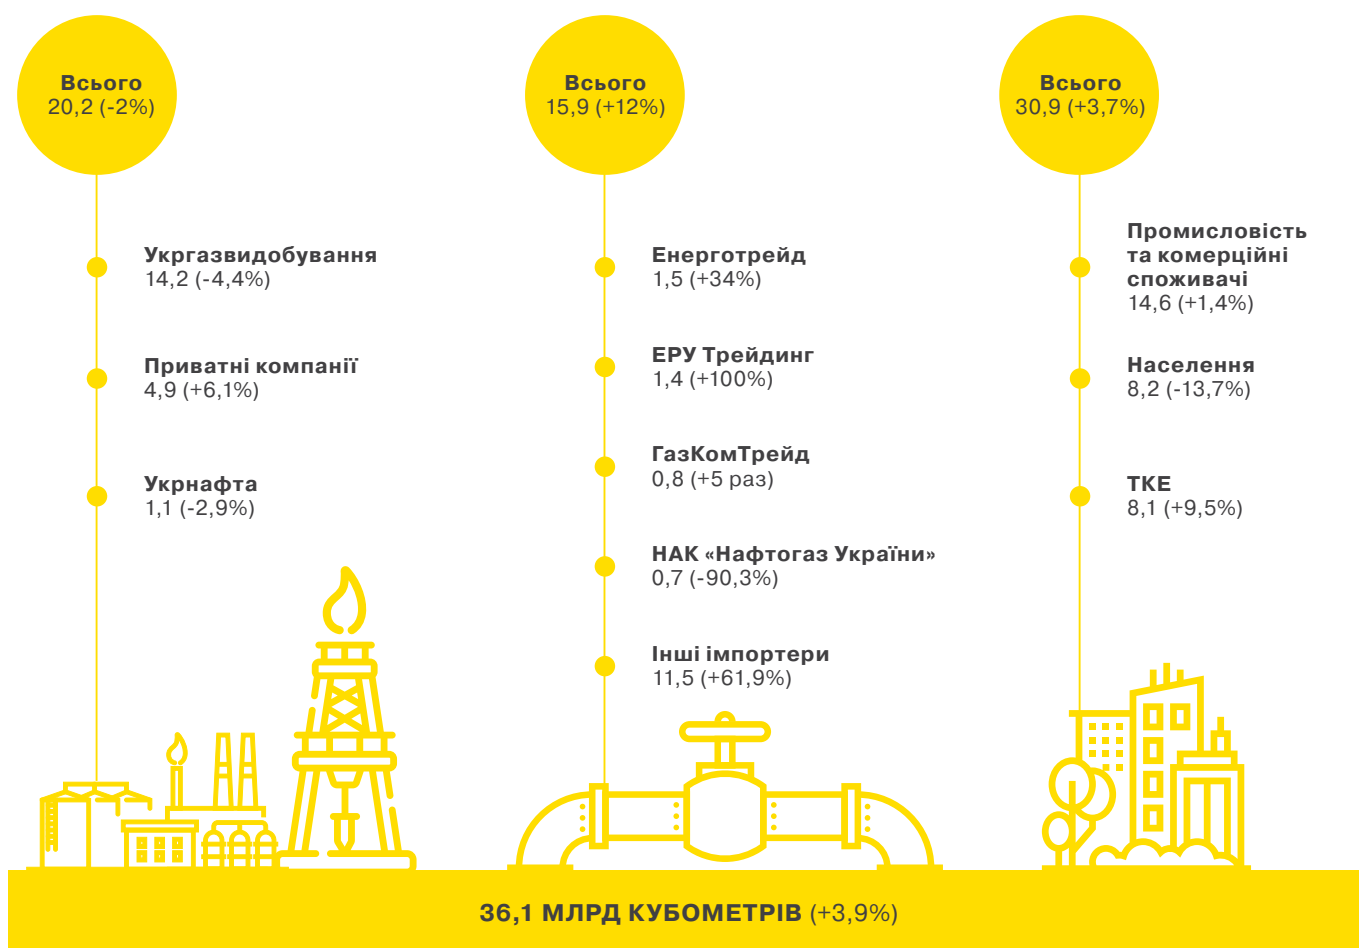 Всього
20,2 (-2%)
Укргазвидобування
14,2 (-4,4%)
Приватні компанії
4,9 (+6,1%)
Укрнафта
1,1 (-2,9%)
Всього
15,9 (+12%)
Енерготрейд
1,5 (+34%)
ЕРУ Трейдинг
1,4 (+100%)
ГазКомТрейд
0,8 (+5 раз)
НАК «Нафтогаз України»
0,7 (-90,3%)
Інші імпортери
11,5 (+61,9%)
Всього
30,9 (+3,7%)
Промисловість
та комерційні
споживачі
14,6 (+1,4%)
Населення
8,2 (-13,7%)
ТКЕ
8,1 (+9,5%)
36,1 МЛРД КУБОМЕТРІВ (+3,9%)